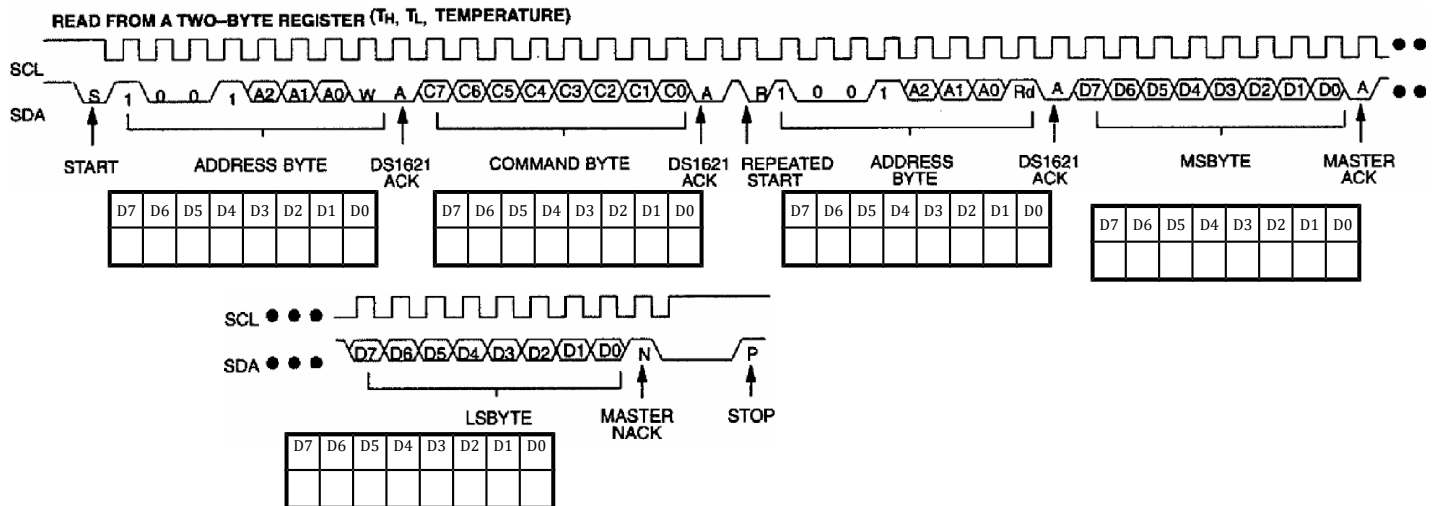 READ FROM A TWO–BYTE REGISTER (TH, TL, TEMPERATURE)
SCL
SDA S 1 0 0 1 A2 A1 A0 W A C7 C6 C5 C4 C3 C2 C1 C0 A R 1 0 0 1 A2 A1 A0 Rd A D7 D6 D5 D4 D3 D2 D1 D0 A
START ADDRESS BYTE DS1621 ACK COMMAND BYTE DS1621 ACK REPEATED START ADDRESS BYTE DS1621 ACK MSBYTE MASTER ACK
D7 D6 D5 D4 D3 D2 D1 D0
D7 D6 D5 D4 D3 D2 D1 D0
D7 D6 D5 D4 D3 D2 D1 D0
D7 D6 D5 D4 D3 D2 D1 D0
SCL
SDA D7 D6 D5 D4 D3 D2 D1 D0 N P
LSBYTE MASTER NACK STOP
D7 D6 D5 D4 D3 D2 D1 D0